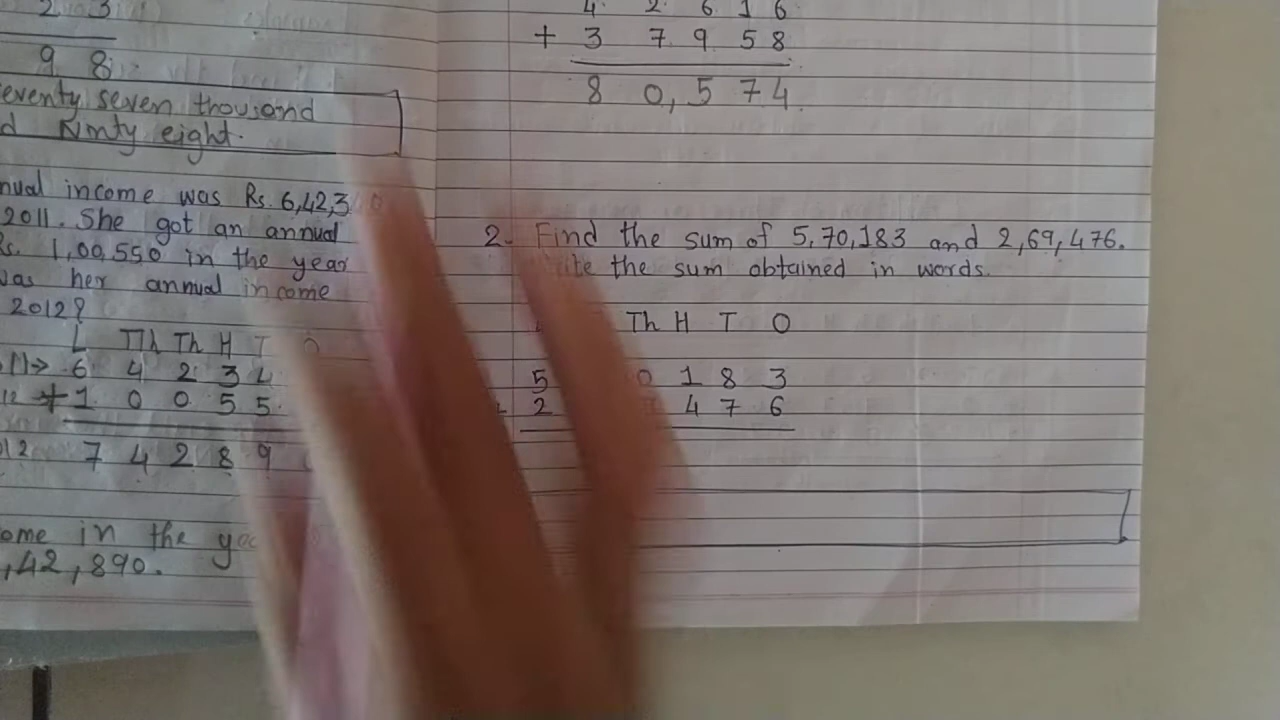 2 3
9 8
eventy seven thousand
d Ninty eight.
nual income was Rs. 6,42,3
2011. She got an annual
Rs. 1,00,550 in the year
was her annual income
2012?
L TTh Th H T
6 4 2 3 4
+ 1 0 0 5 5
7 4 2 8 9
ome in the
,42,890.
4 2 6 1 6
+ 3 7 9 5 8
8 0, 5 7 4
2. Find the sum of 5,70,183 and 2,69,476.
the sum obtained in words.
Th H T O
5 0 1 8 3
2 4 7 6